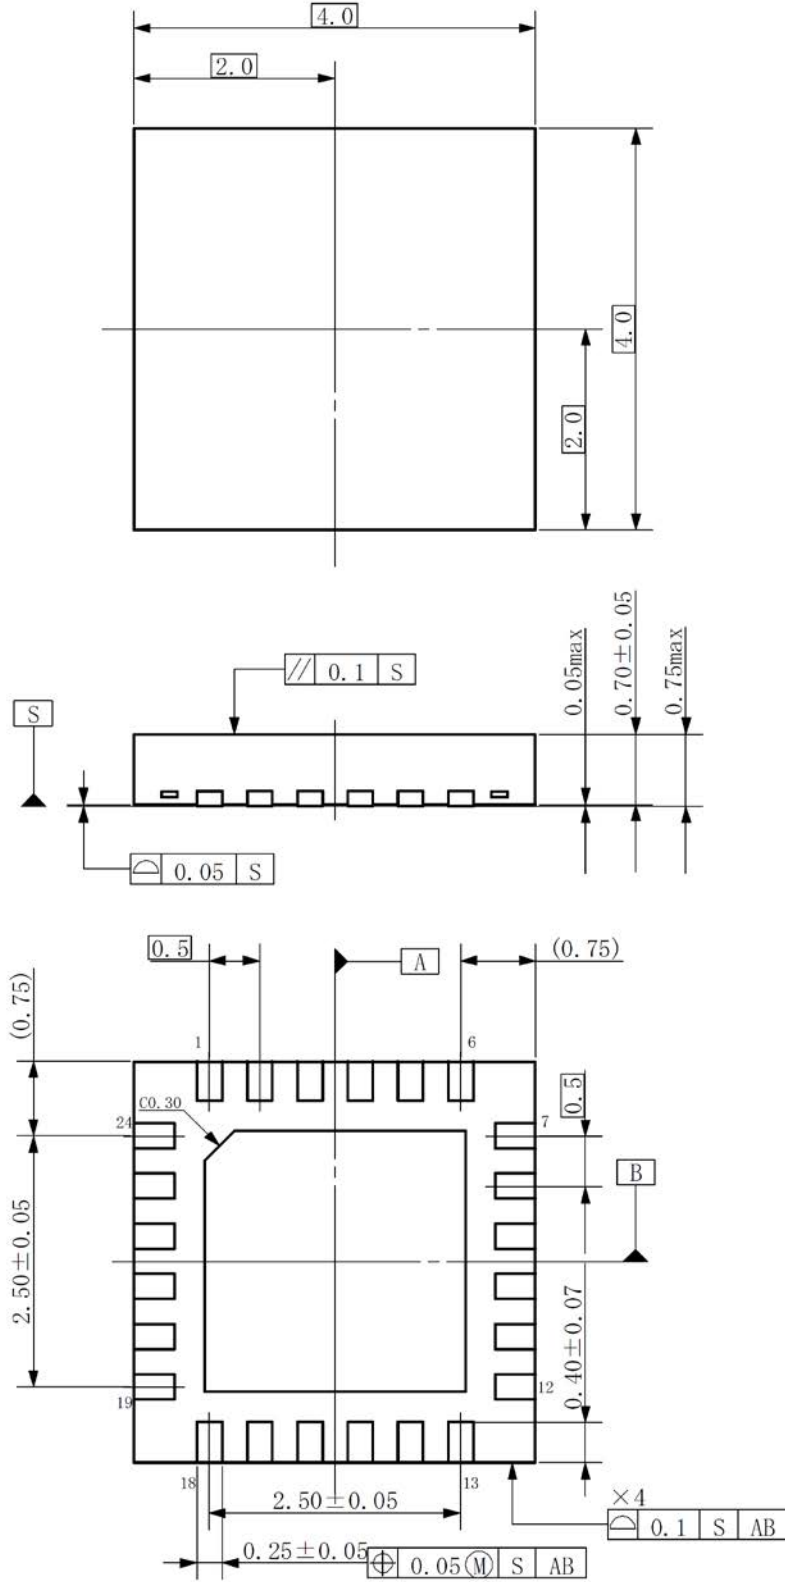 4.0
2.0
4.0
2.0
0.05max
0.70±0.05
0.75max
// 0.1 S
S
⌓ 0.05 S
0.5
A
(0.75)
(0.75)
1
6
C0.30
24
7
0.5
B
2.50±0.05
0.40±0.07
19
12
18
13
2.50±0.05
×4
⌓ 0.1 S AB
0.25±0.05
⌖ 0.05 Ⓜ S AB